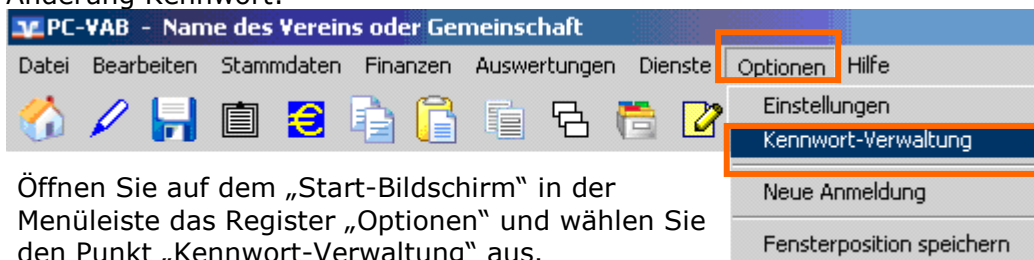 Änderung Kennwort:
PC-VAB - Name des Vereins oder Gemeinschaft
Datei Bearbeiten Stammdaten Finanzen Auswertungen Dienste Optionen Hilfe
Einstellungen
Kennwort-Verwaltung
Neue Anmeldung
Fensterposition speichern
Öffnen Sie auf dem „Start-Bildschirm“ in der
Menüleiste das Register „Optionen“ und wählen Sie
den Punkt „Kennwort-Verwaltung“ aus.